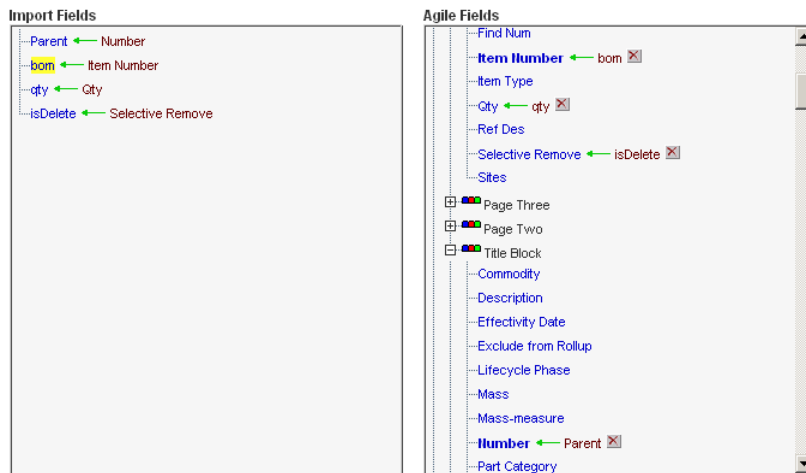 Import Fields
Parent Number
bom Item Number
qty Qty
isDelete Selective Remove
Agile Fields
Find Num
Item Number bom
Item Type
Qty qty
Ref Des
Selective Remove isDelete
Sites
Page Three
Page Two
Title Block
Commodity
Description
Effectivity Date
Exclude from Rollup
Lifecycle Phase
Mass
Mass-measure
Number Parent
Part Category